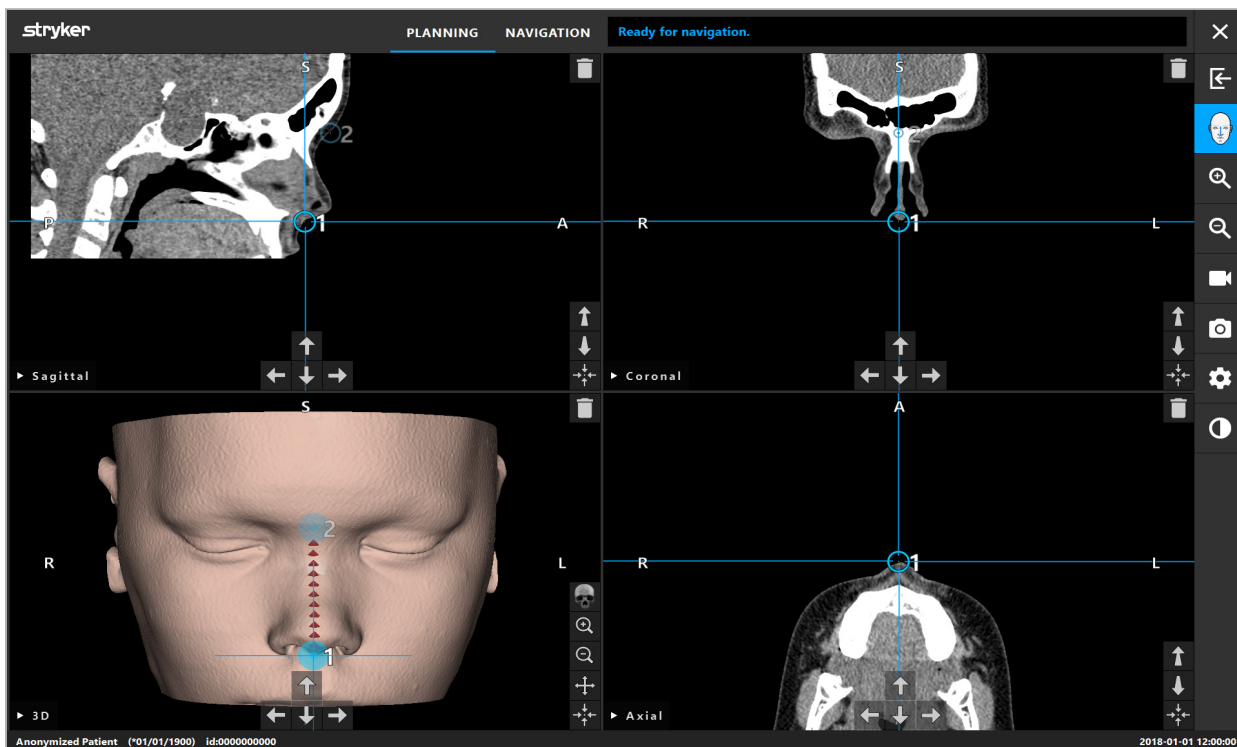 stryker PLANNING NAVIGATION Ready for navigation.
S
2
P 1 A
Sagittal
S
2
R 1 L
Coronal
S
2
R L
1
3D
A
R 1 L
Axial
Anonymized Patient (*01/01/1900) id:0000000000 2018-01-01 12:00:00